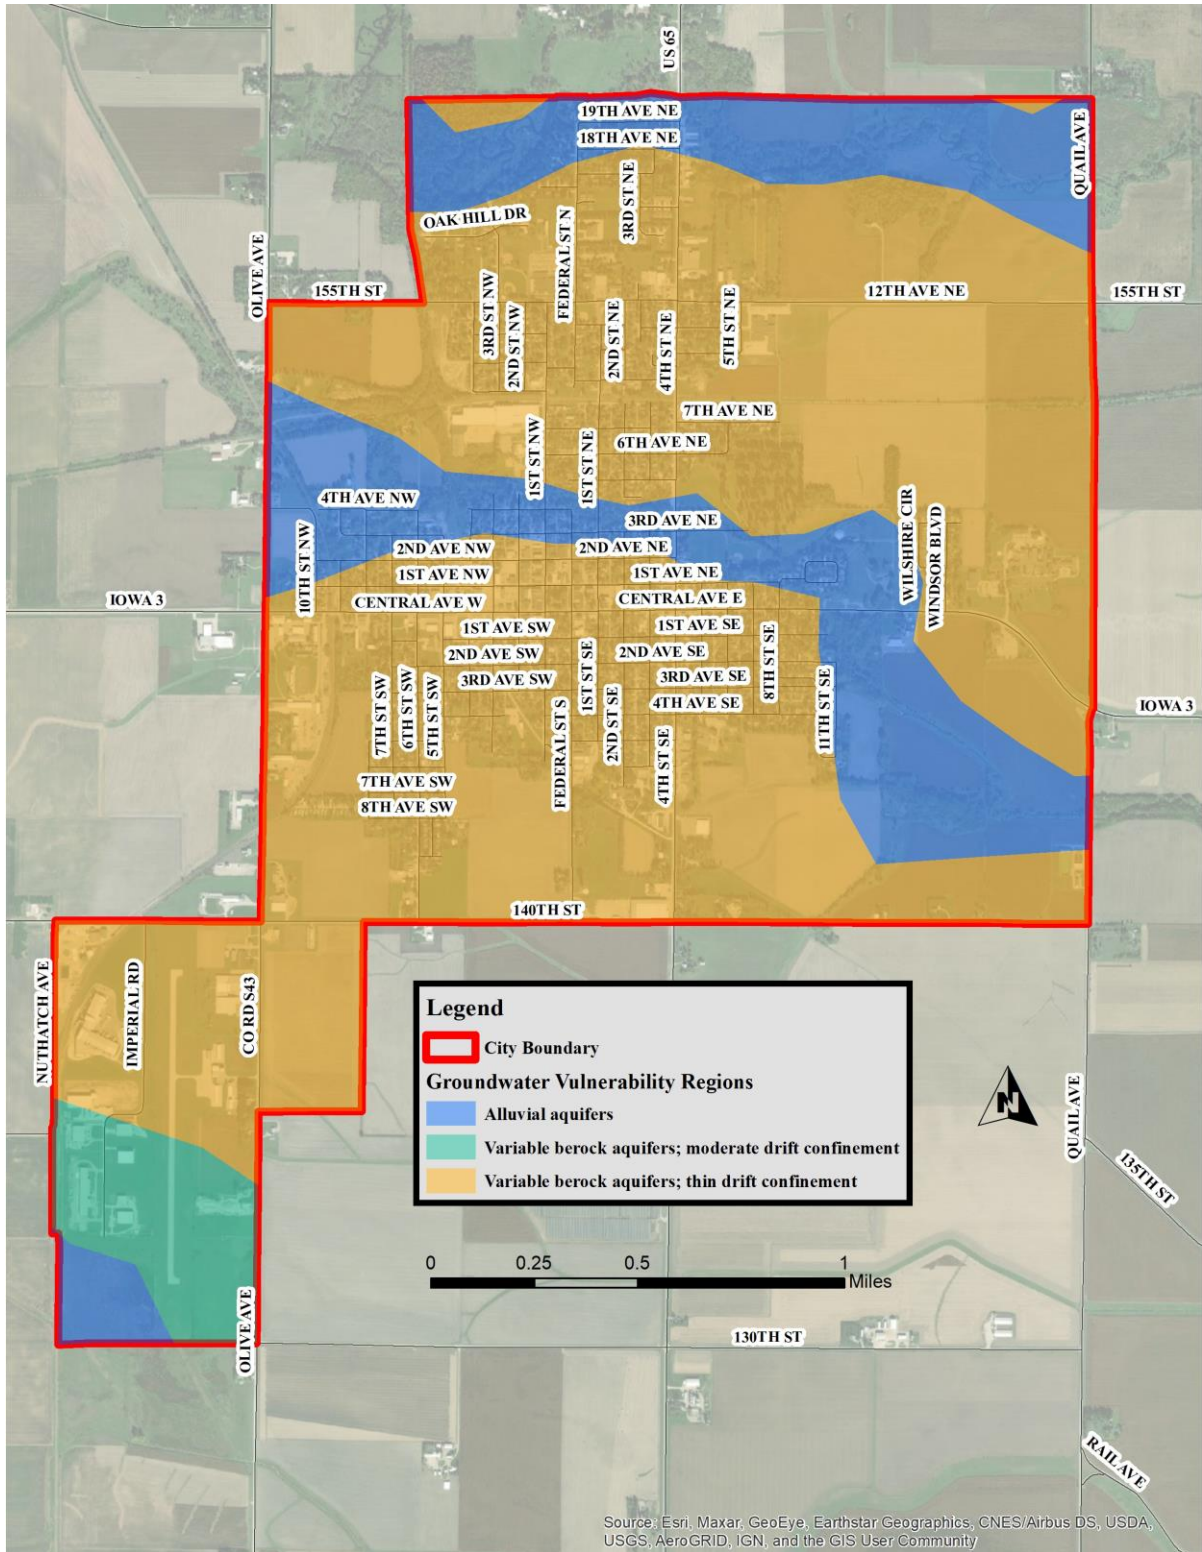 US 65
19TH AVE NE
18TH AVE NE
QUAIL AVE
3RD ST NE
OAK HILL DR
FEDERAL ST N
OLIVE AVE
155TH ST
12TH AVE NE
155TH ST
3RD ST NW
2ND ST NW
2ND ST NE
4TH ST NE
5TH ST NE
7TH AVE NE
6TH AVE NE
1ST ST NW
1ST ST NE
4TH AVE NW
3RD AVE NE
10TH ST NW
2ND AVE NW
2ND AVE NE
WILSHIRE CIR
WINDSOR BLVD
1ST AVE NW
1ST AVE NE
IOWA 3
CENTRAL AVE W
CENTRAL AVE E
1ST AVE SW
1ST AVE SE
2ND AVE SW
1ST ST SE
2ND AVE SE
8TH ST SE
3RD AVE SW
3RD AVE SE
4TH AVE SE
IOWA 3
7TH ST SW
6TH ST SW
5TH ST SW
FEDERAL ST S
2ND ST SE
4TH ST SE
11TH ST SE
7TH AVE SW
8TH AVE SW
140TH ST
NUTHATCH AVE
IMPERIAL RD
CO RD S43
Legend
City Boundary
Groundwater Vulnerability Regions
Alluvial aquifers
Variable berock aquifers; moderate drift confinement
Variable berock aquifers; thin drift confinement
N
QUAIL AVE
135TH ST
0 0.25 0.5 1
Miles
OLIVE AVE
130TH ST
RAIL AVE
Source: Esri, Maxar, GeoEye, Earthstar Geographics, CNES/Airbus DS, USDA,
USGS, AeroGRID, IGN, and the GIS User Community